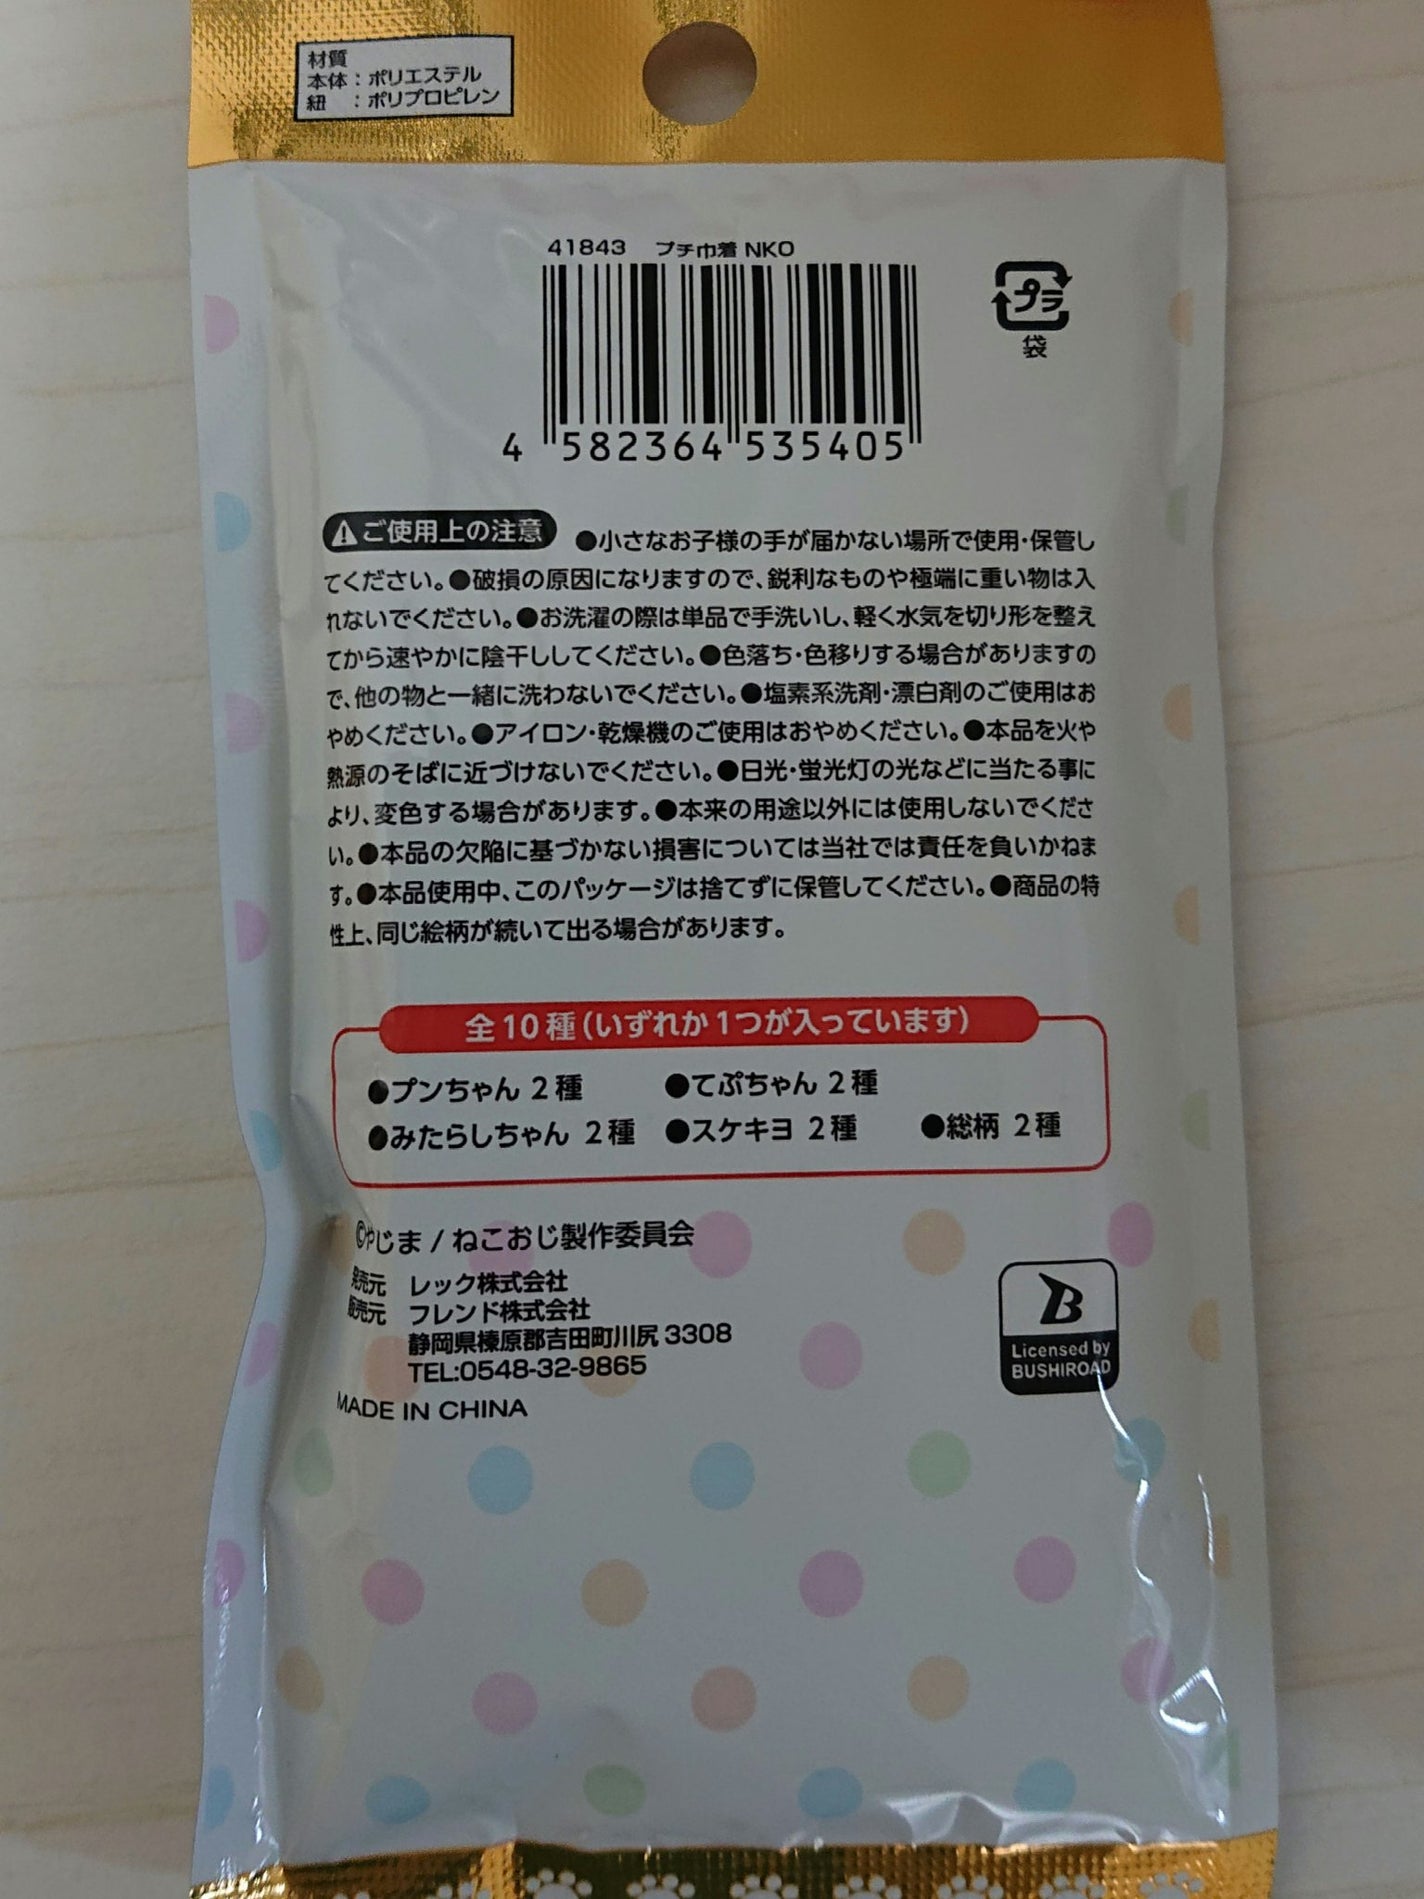 材質
本体：ポリエステル
紐　：ポリプロピレン
41843　プチ巾着 NKO
4 582364 535405
プラ
袋
ご使用上の注意 ●小さなお子様の手が届かない場所で使用・保管し
てください。●破損の原因になりますので、鋭利なものや極端に重い物は入
れないでください。●お洗濯の際は単品で手洗いし、軽く水気を切り形を整え
てから速やかに陰干ししてください。●色落ち・色移りする場合がありますの
で、他の物と一緒に洗わないでください。●塩素系洗剤・漂白剤のご使用はお
やめください。●アイロン・乾燥機のご使用はおやめください。●本品を火や
熱源のそばに近づけないでください。●日光・蛍光灯の光などに当たる事に
より、変色する場合があります。●本来の用途以外には使用しないでくださ
い。●本品の欠陥に基づかない損害については当社では責任を負いかねま
す。●本品使用中、このパッケージは捨てずに保管してください。●商品の特
性上、同じ絵柄が続いて出る場合があります。
全10種（いずれか1つが入っています）
●プンちゃん 2種　●てぷちゃん 2種
●みたらしちゃん 2種　●スケキヨ 2種　●総柄 2種
©やじま / ねこおじ製作委員会
発売元　レック株式会社
販売元　フレンド株式会社
静岡県榛原郡吉田町川尻 3308
TEL:0548-32-9865
MADE IN CHINA
B
Licensed by
BUSHIROAD